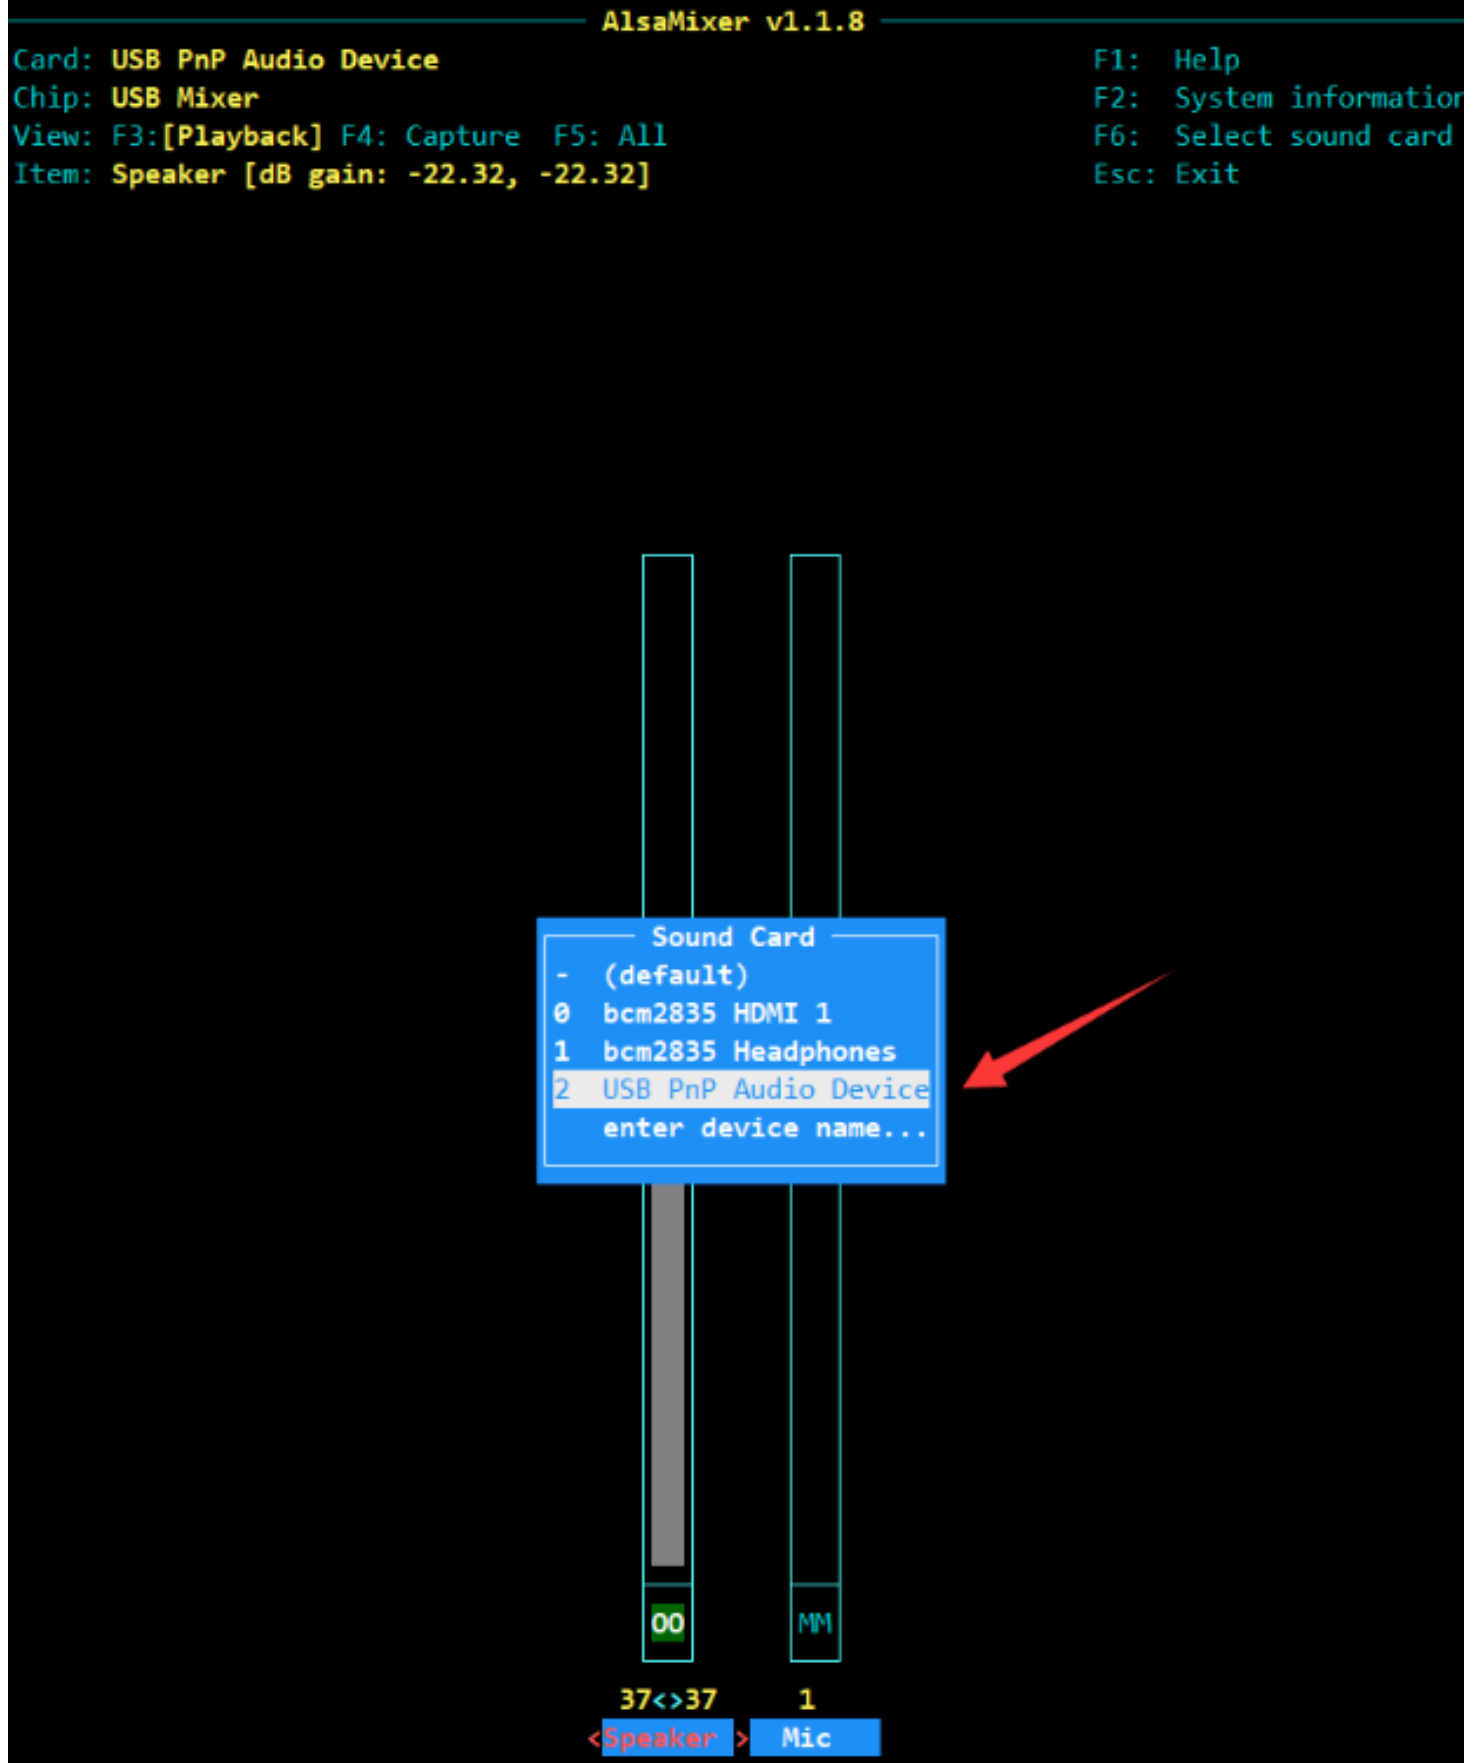 AlsaMixer v1.1.8
Card: USB PnP Audio Device F1: Help
Chip: USB Mixer F2: System information
View: F3:[Playback] F4: Capture F5: All F6: Select sound card
Item: Speaker [dB gain: -22.32, -22.32] Esc: Exit
Sound Card
- (default)
0 bcm2835 HDMI 1
1 bcm2835 Headphones
2 USB PnP Audio Device
enter device name...
OO MM
37<>37 1
<Speaker > Mic